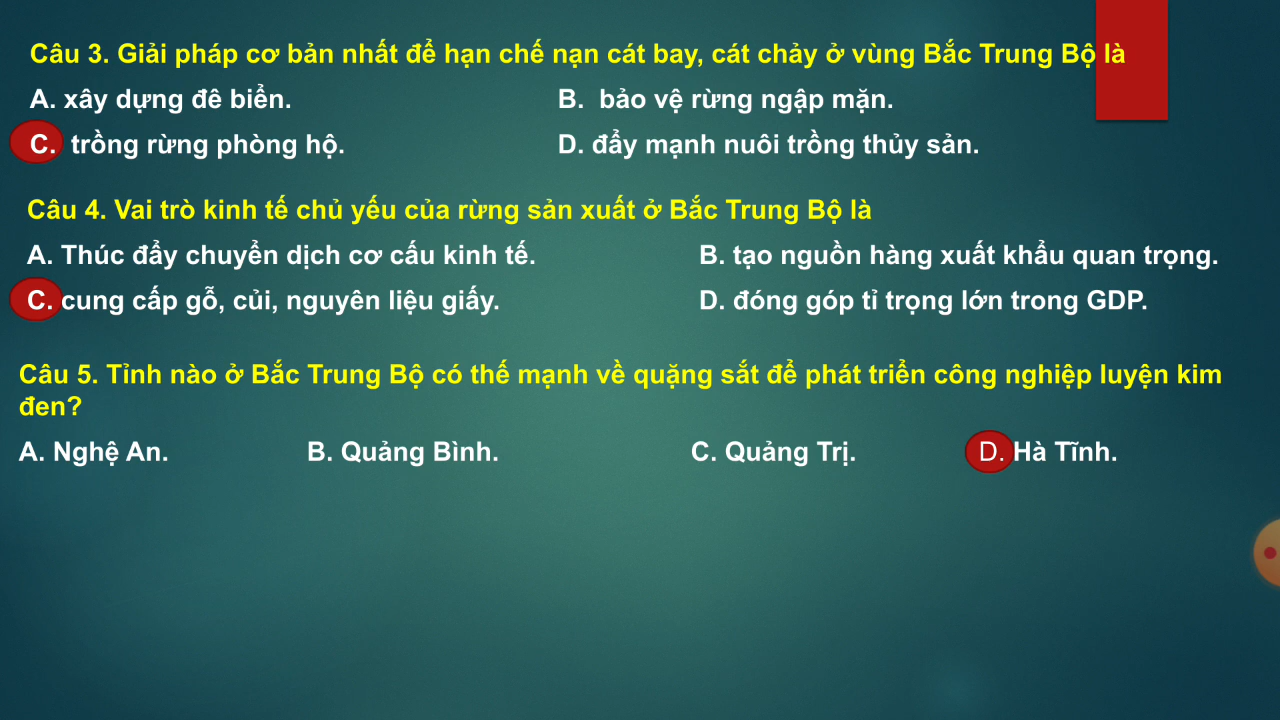 Câu 3. Giải pháp cơ bản nhất để hạn chế nạn cát bay, cát chảy ở vùng Bắc Trung Bộ là
A. xây dựng đê biển. B. bảo vệ rừng ngập mặn.
C. trồng rừng phòng hộ. D. đẩy mạnh nuôi trồng thủy sản.
Câu 4. Vai trò kinh tế chủ yếu của rừng sản xuất ở Bắc Trung Bộ là
A. Thúc đẩy chuyển dịch cơ cấu kinh tế. B. tạo nguồn hàng xuất khẩu quan trọng.
C. cung cấp gỗ, củi, nguyên liệu giấy. D. đóng góp tỉ trọng lớn trong GDP.
Câu 5. Tỉnh nào ở Bắc Trung Bộ có thế mạnh về quặng sắt để phát triển công nghiệp luyện kim
đen?
A. Nghệ An. B. Quảng Bình. C. Quảng Trị. D. Hà Tĩnh.